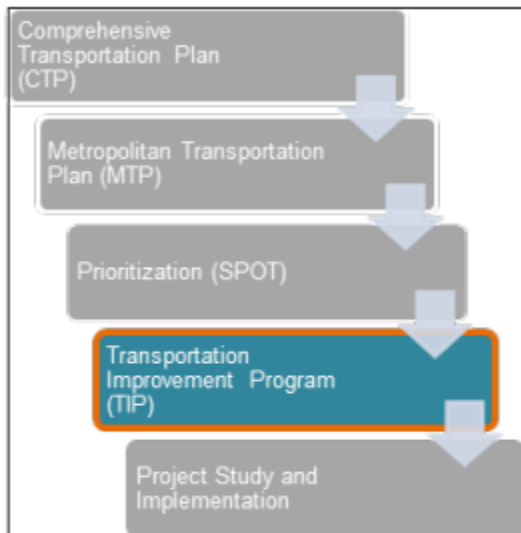 Comprehensive
Transportation Plan
(CTP)
Metropolitan Transportation
Plan (MTP)
Prioritization (SPOT)
Transportation
Improvement Program
(TIP)
Project Study and
Implementation